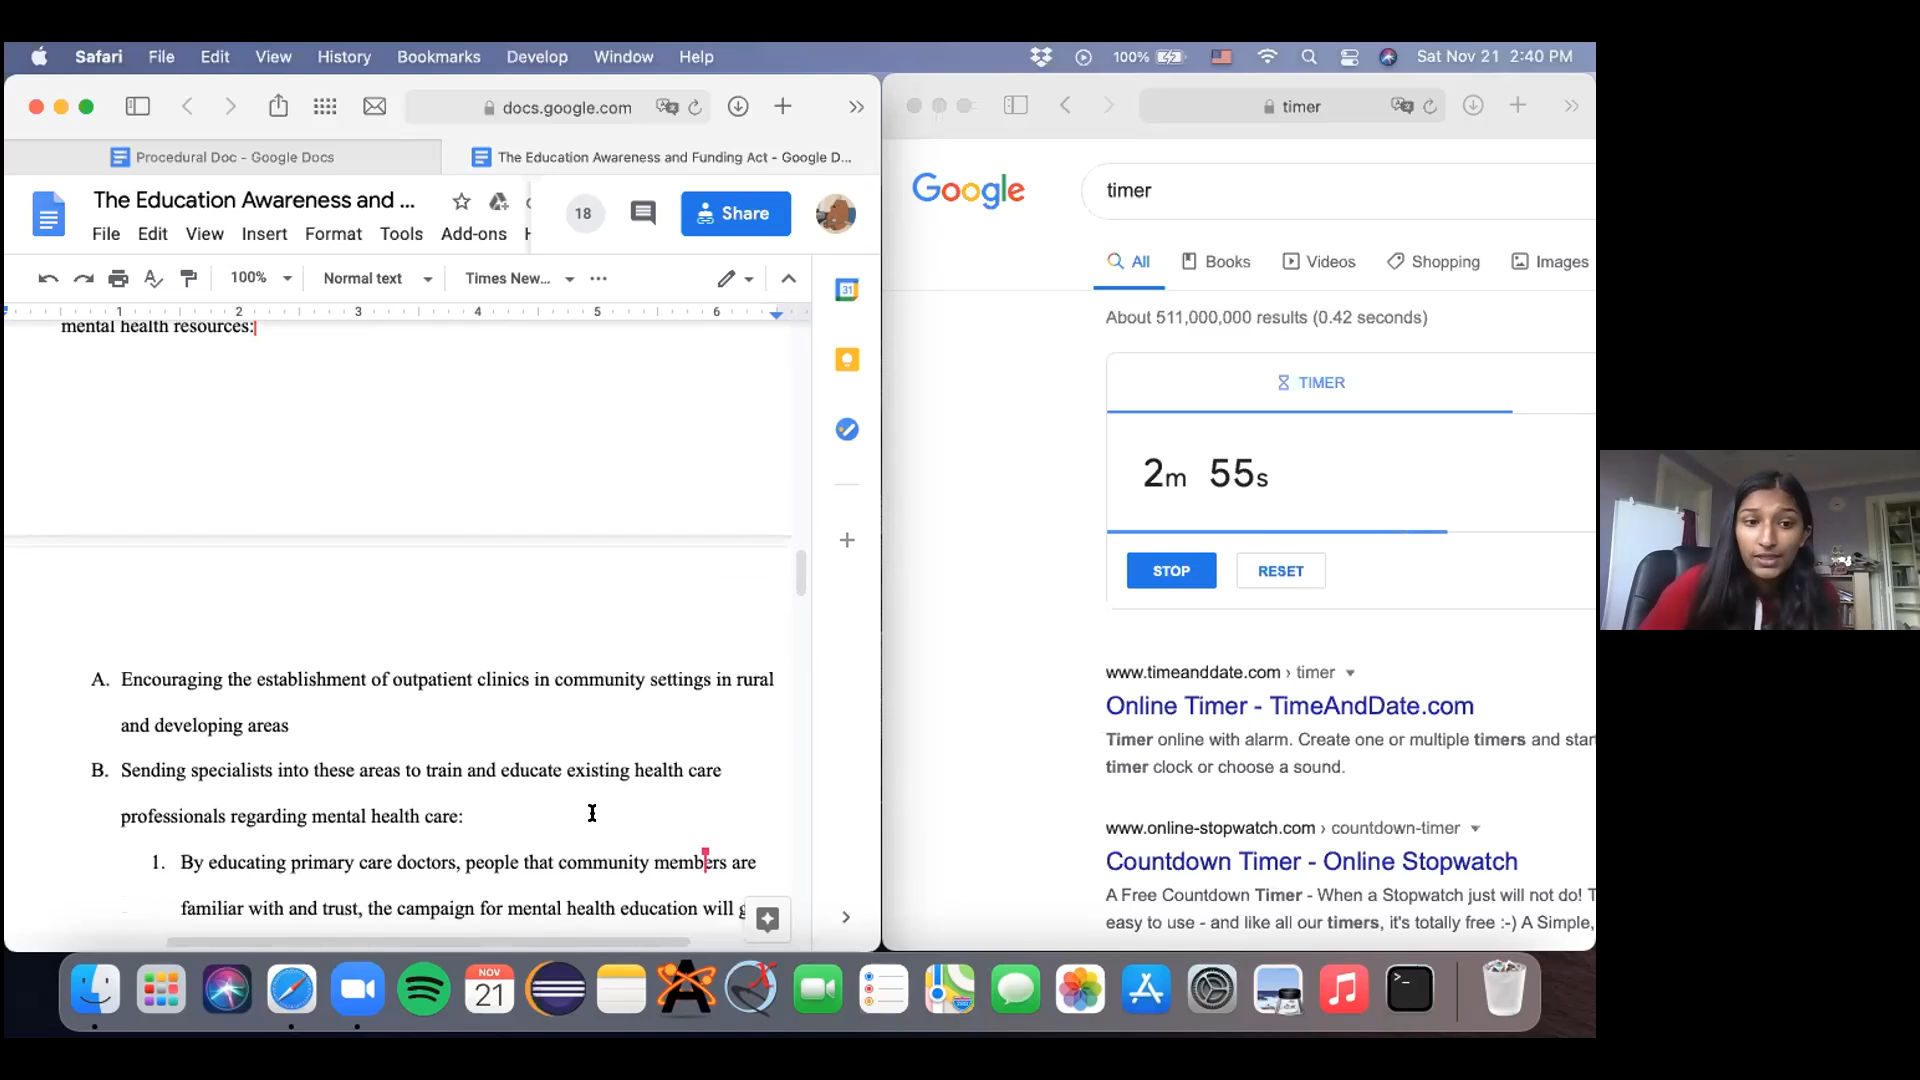 Safari File Edit View History Bookmarks Develop Window Help 100% Sat Nov 21 2:40 PM
docs.google.com
Procedural Doc - Google Docs The Education Awareness and Funding Act - Google D...
The Education Awareness and ...
18
Share
File Edit View Insert Format Tools Add-ons
100% Normal text Times New...
1 2 3 4 5 6
31
mental health resources:
A. Encouraging the establishment of outpatient clinics in community settings in rural
and developing areas
B. Sending specialists into these areas to train and educate existing health care
professionals regarding mental health care:
1. By educating primary care doctors, people that community members are
familiar with and trust, the campaign for mental health education will g
timer
Google
timer
All Books Videos Shopping Images
About 511,000,000 results (0.42 seconds)
TIMER
2m 55s
STOP RESET
www.timeanddate.com › timer
Online Timer - TimeAndDate.com
Timer online with alarm. Create one or multiple timers and star
timer clock or choose a sound.
www.online-stopwatch.com › countdown-timer
Countdown Timer - Online Stopwatch
A Free Countdown Timer - When a Stopwatch just will not do! T
easy to use - and like all our timers, it's totally free :-) A Simple,
NOV
21